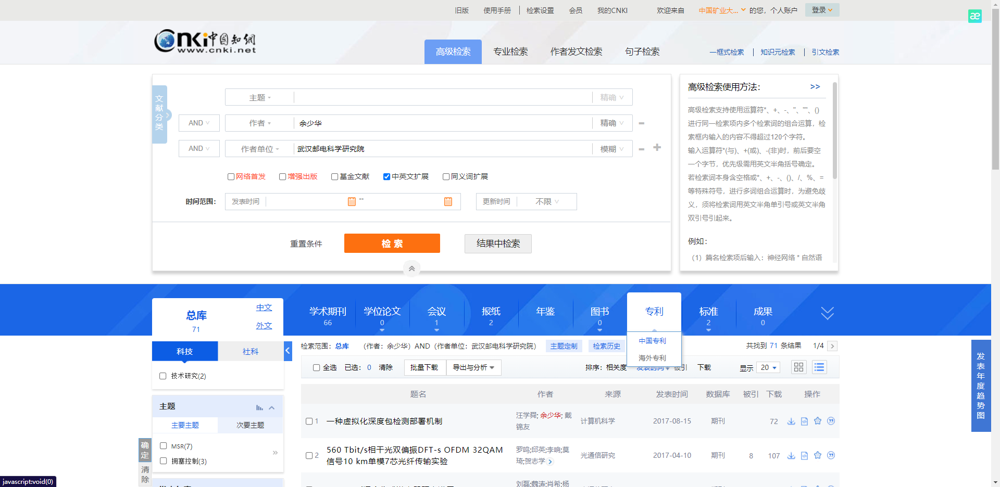 旧版 使用手册 检索设置 会员 我的CNKI 欢迎来自 中国矿业大... 的您，个人账户 登录
æ
Cnki中国知网
www.cnki.net
高级检索 专业检索 作者发文检索 句子检索 一框式检索 知识元检索 引文检索
文献分类
主题 精确
AND 作者 余少华 精确
AND 作者单位 武汉邮电科学研究院 模糊
网络首发 增强出版 基金文献 中英文扩展 同义词扩展
时间范围： 发表时间 -- 更新时间 不限
重置条件 检索 结果中检索
高级检索使用方法： >>
高级检索支持使用运算符*、+、-、''、""、()
进行同一检索项内多个检索词的组合运算，检
索框内输入的内容不得超过120个字符。
输入运算符*(与)、+(或)、-(非)时，前后要空
一个字节，优先级需用英文半角括号确定。
若检索词本身含空格或*、+、-、()、/、%、=
等特殊符号，进行多词组合运算时，为避免歧
义，须将检索词用英文半角单引号或英文半角
双引号引起来。
例如：
（1）篇名检索项后输入：神经网络 * 自然语
总库
71
中文
外文
学术期刊 学位论文 会议 报纸 年鉴 图书 专利 标准 成果
66 0 1 2 0 2 0
中国专利
海外专利
科技 社科
技术研究(2)
主题
主要主题 次要主题
MSR(7)
拥塞控制(3)
»
确定
清除
检索范围：总库 （作者：余少华）AND（作者单位：武汉邮电科学研究院） 主题定制 检索历史 共找到 71 条结果 1/4 >
全选 已选：0 清除 批量下载 导出与分析 排序：相关度 发表时间 被引 下载 显示 20
题名 作者 来源 发表时间 数据库 被引 下载 操作
1 一种虚拟化深度包检测部署机制 汪学舜; 余少华; 戴
锦友 计算机科学 2017-08-15 期刊 72
2 560 Tbit/s相干光双偏振DFT-s OFDM 32QAM
信号10 km单模7芯光纤传输实验 罗鸣;邱英;李响;莫
琦;贺志学 光通信研究 2017-04-10 期刊 8 107
刘磊;魏涛;肖希;杨
发表年度趋势图
javascript:void(0)